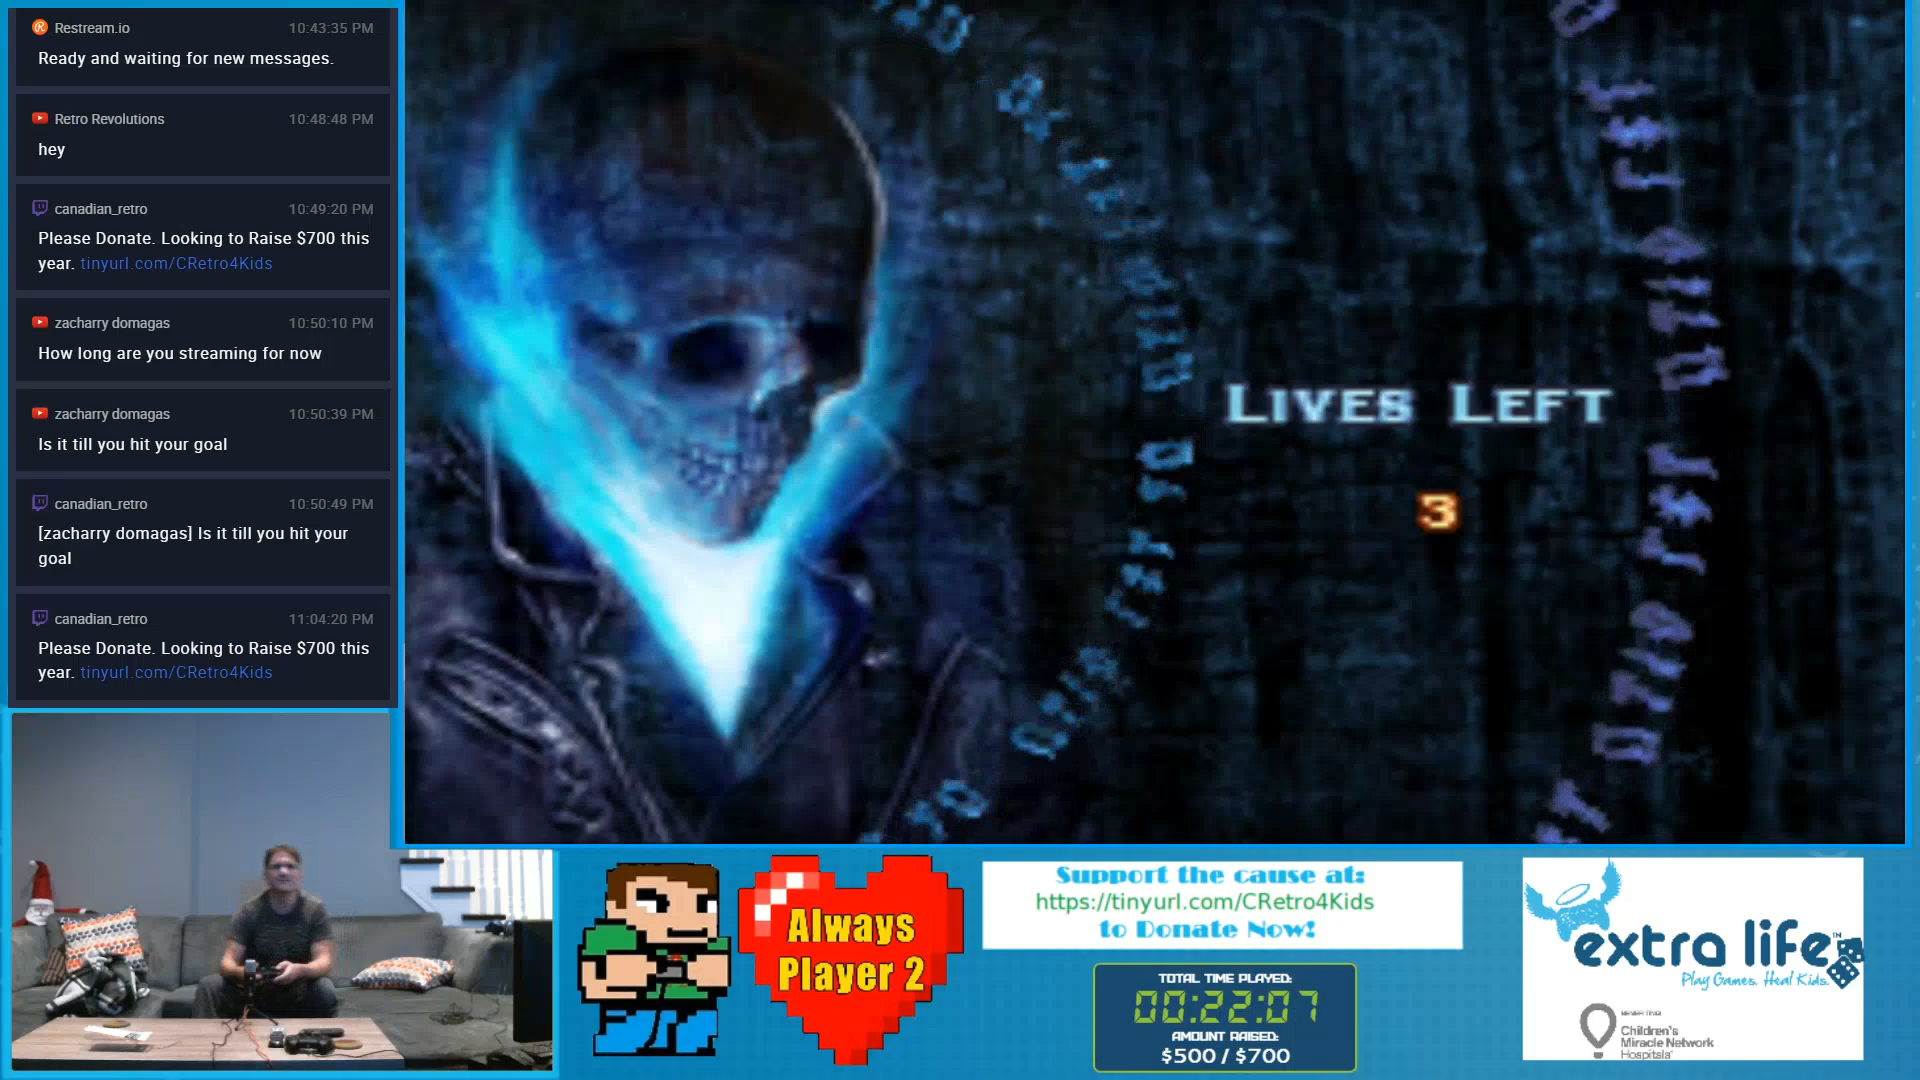 Restream.io 10:43:35 PM
Ready and waiting for new messages.
Retro Revolutions 10:48:48 PM
hey
canadian_retro 10:49:20 PM
Please Donate. Looking to Raise $700 this
year. tinyurl.com/CRetro4Kids
zacharry domagas 10:50:10 PM
How long are you streaming for now
zacharry domagas 10:50:39 PM
Is it till you hit your goal
canadian_retro 10:50:49 PM
[zacharry domagas] Is it till you hit your
goal
canadian_retro 11:04:20 PM
Please Donate. Looking to Raise $700 this
year. tinyurl.com/CRetro4Kids
LIVES LEFT
3
Always
Player 2
Support the cause at:
https://tinyurl.com/CRetro4Kids
to Donate Now!
TOTAL TIME PLAYED:
00:22:07
AMOUNT RAISED:
$500 / $700
extra life
Play Games. Heal Kids.
Children's
Miracle Network
Hospitals